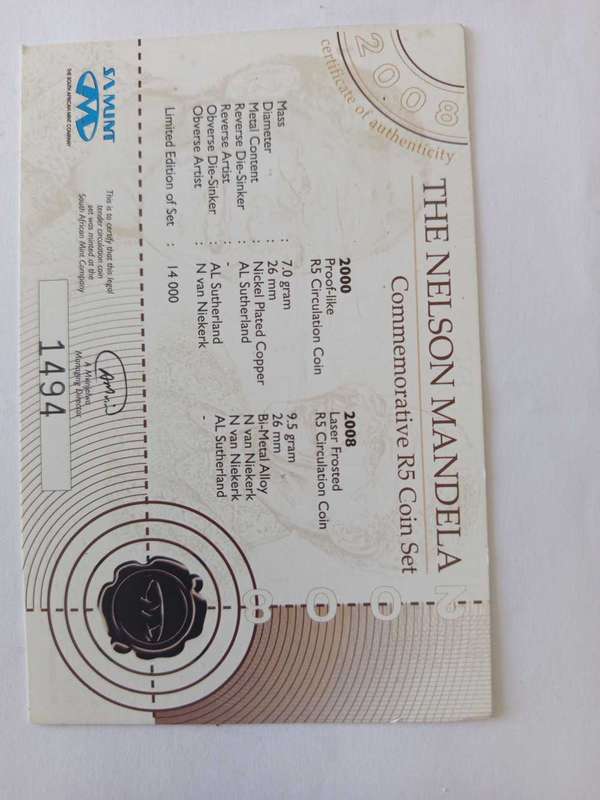 2008
certificate of authenticity
THE NELSON MANDELA
Commemorative R5 Coin Set
2000 2008
Proof-like Laser Frosted
R5 Circulation Coin R5 Circulation Coin
Mass : 7.0 gram 9.5 gram
Diameter : 26 mm 26 mm
Metal Content : Nickel Plated Copper Bi-Metal Alloy
Reverse Die-Sinker : AL Sutherland N van Niekerk
Reverse Artist : - N van Niekerk
Obverse Die-Sinker : AL Sutherland AL Sutherland
Obverse Artist : N van Niekerk -
Limited Edition of Set : 14 000
SA MINT
THE SOUTH AFRICAN MINT COMPANY
This is to certify that this legal
tender circulation coin
set was minted at the
South African Mint Company
A Mvinjelwa
Managing Director
1494
2008